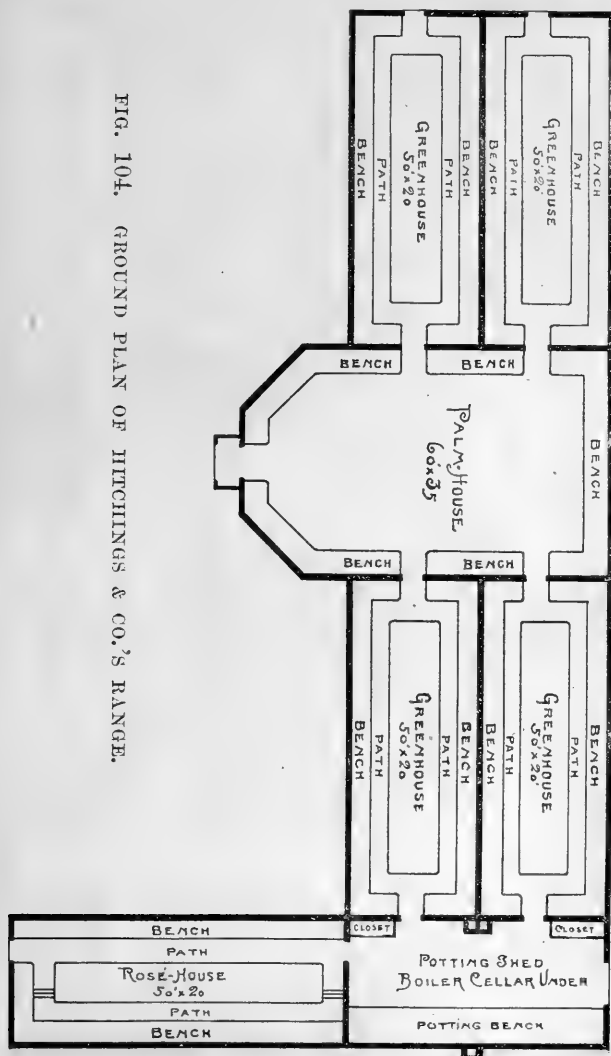 BENCH
PATH
GREENHOUSE
50'x20'
PATH
BENCH
BENCH
PATH
GREENHOUSE
50'x20
PATH
BENCH
BENCH
BENCH
BENCH
PALM-HOUSE
60'x35
BENCH
BENCH
BENCH
PATH
GREENHOUSE
50'x20'
PATH
BENCH
BENCH
PATH
GREENHOUSE
50'x20
PATH
BENCH
CLOSET
CLOSET
POTTING SHED
BOILER CELLAR UNDER
POTTING BENCH
BENCH
PATH
ROSE-HOUSE
50'x20
PATH
BENCH
FIG. 104. GROUND PLAN OF HITCHINGS & CO.'S RANGE.